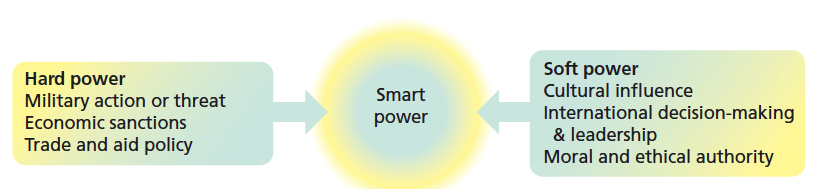 Hard power
Military action or threat
Economic sanctions
Trade and aid policy
Smart
power
Soft power
Cultural influence
International decision-making
& leadership
Moral and ethical authority